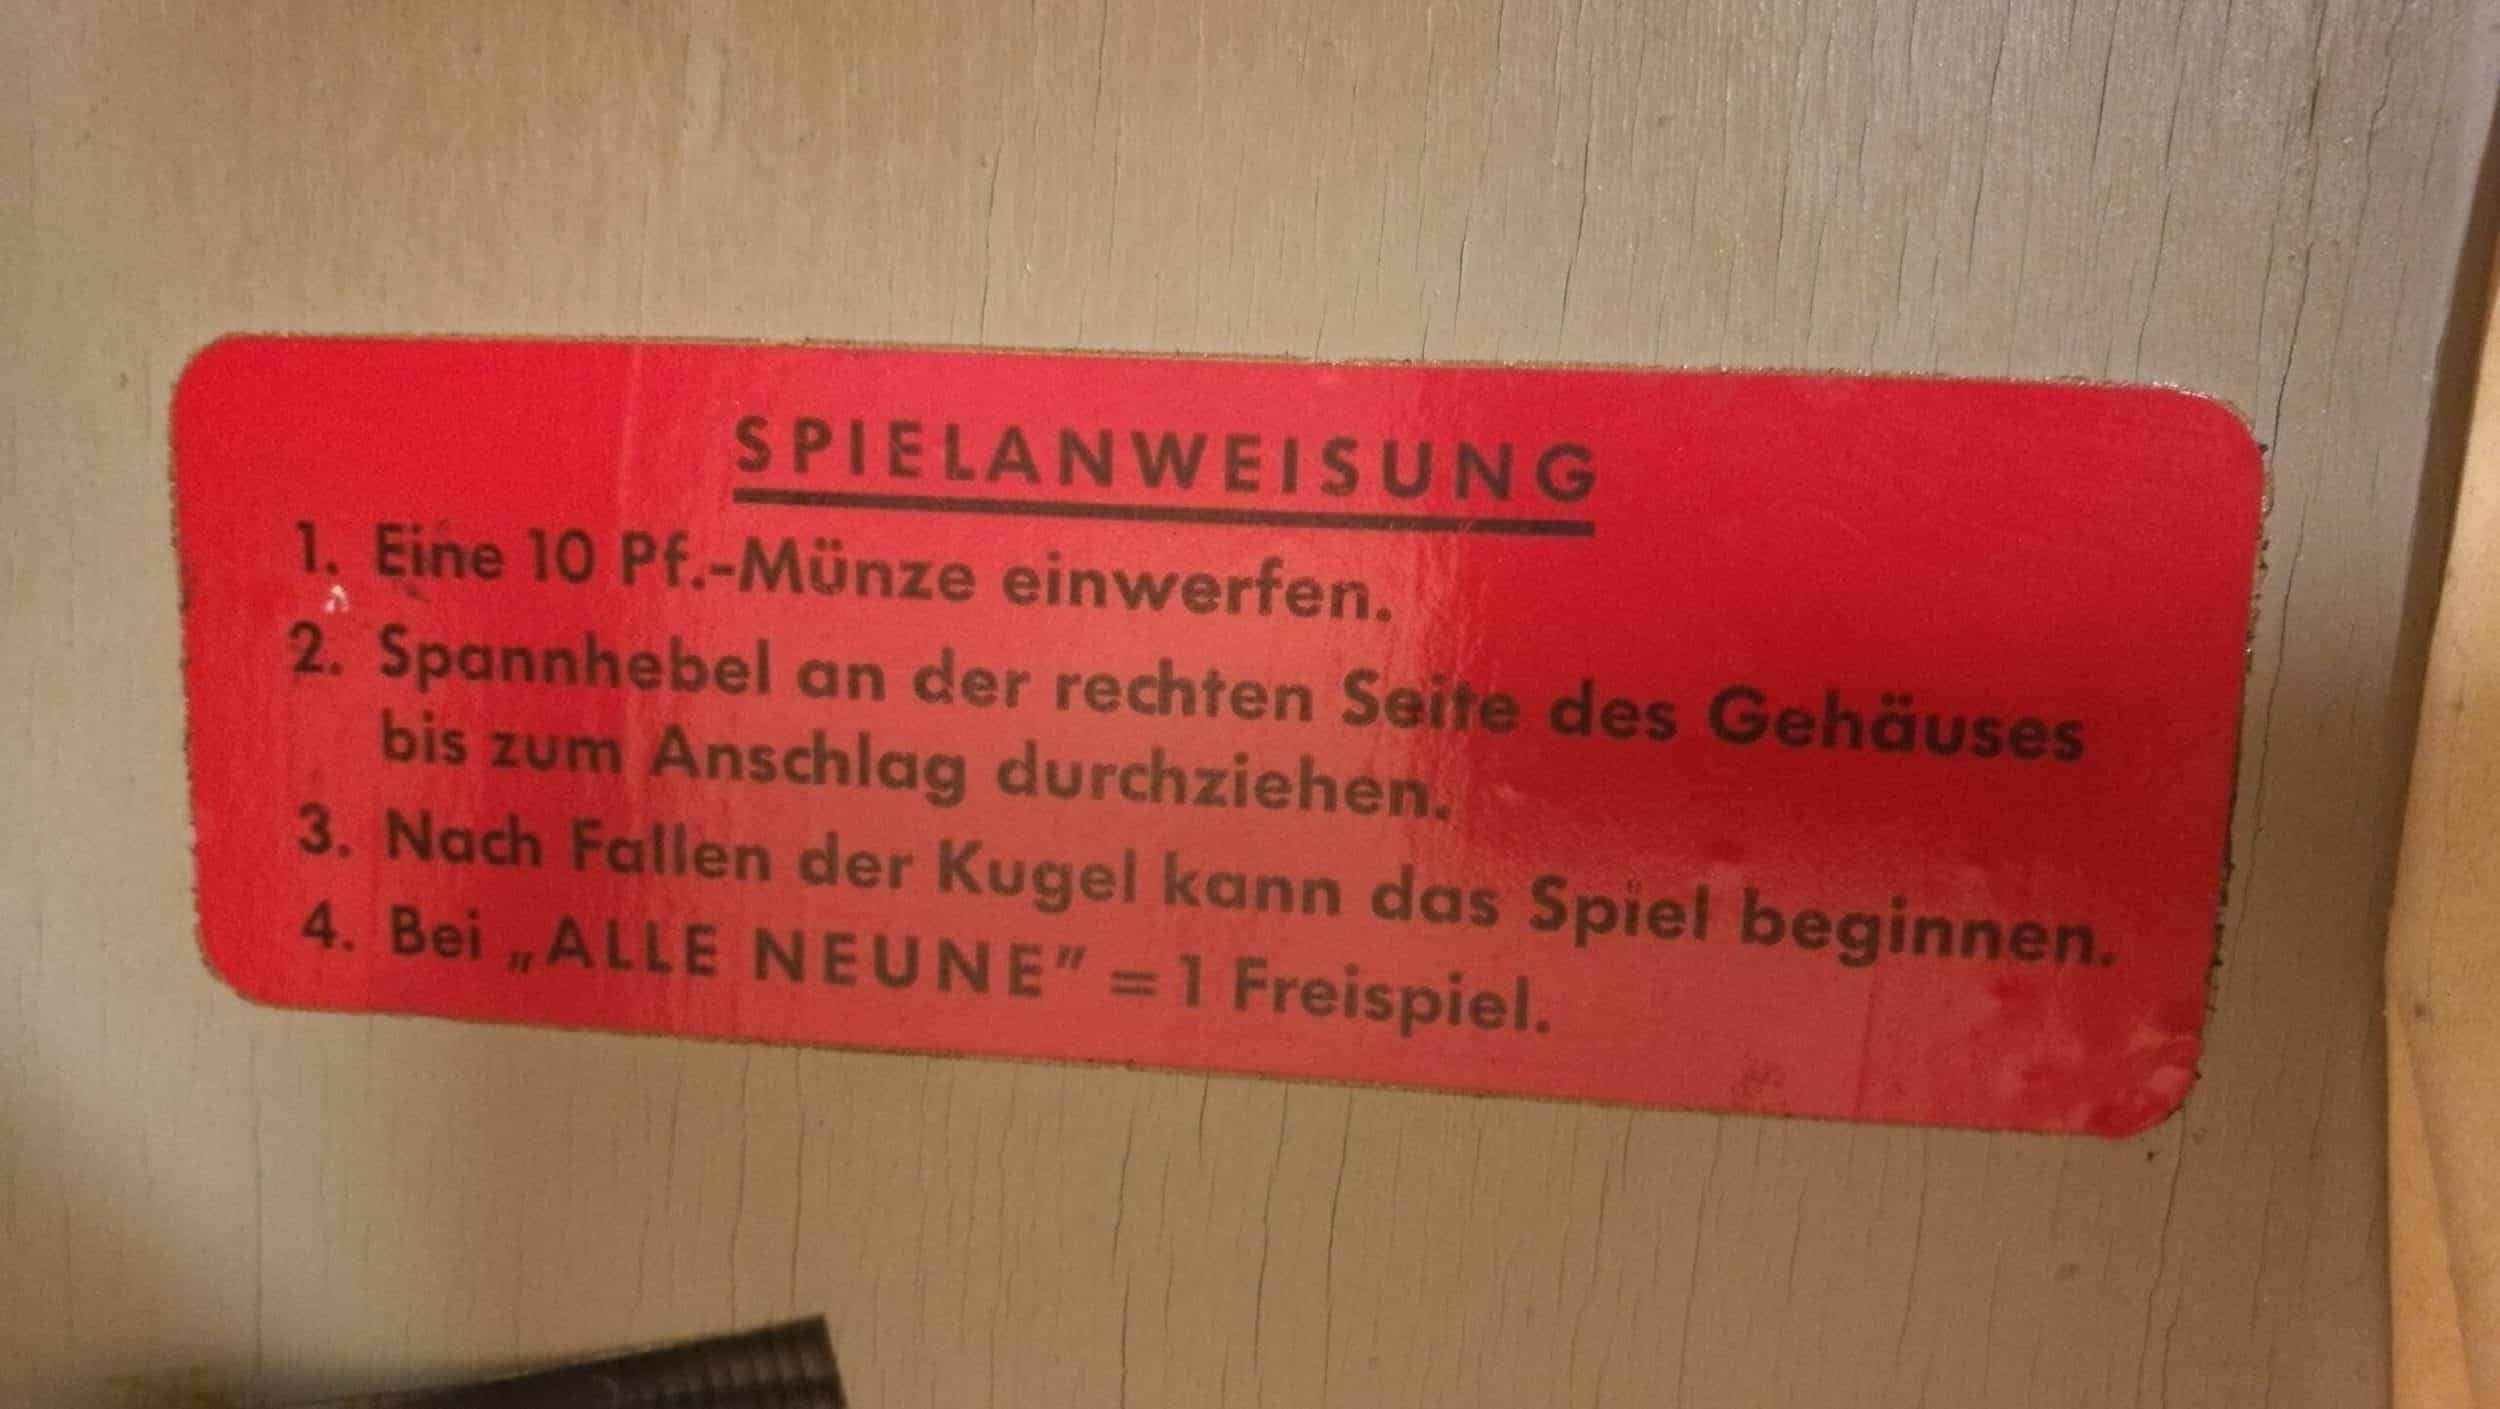 SPIELANWEISUNG
1. Eine 10 Pf.-Münze einwerfen.
2. Spannhebel an der rechten Seite des Gehäuses
bis zum Anschlag durchziehen.
3. Nach Fallen der Kugel kann das Spiel beginnen.
4. Bei „ALLE NEUNE” = 1 Freispiel.